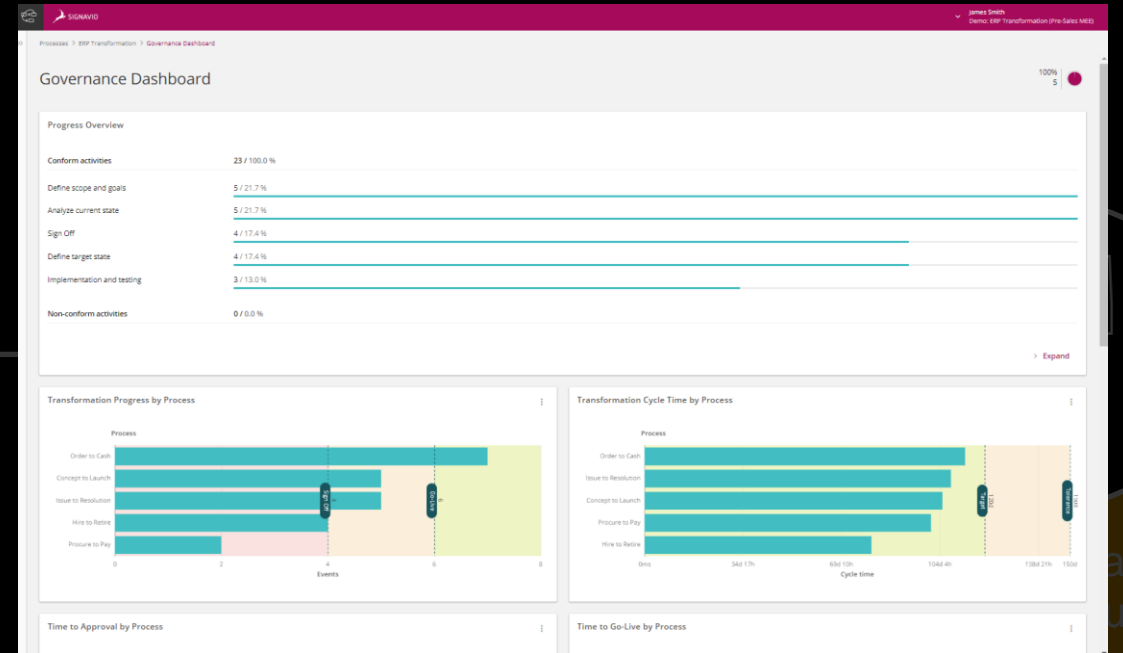 SIGNAVIO
James Smith
Demo: ERP Transformation (Pre-Sales MEE)
Processes > ERP Transformation > Governance Dashboard
Governance Dashboard
100%
5
Progress Overview
Conform activities 23 / 100.0 %
Define scope and goals 5 / 21.7 %
Analyze current state 5 / 21.7 %
Sign Off 4 / 17.4 %
Define target state 4 / 17.4 %
Implementation and testing 3 / 13.0 %
Non-conform activities 0 / 0.0 %
> Expand
Transformation Progress by Process
Process
Order to Cash
Concept to Launch
Issue to Resolution
Hire to Retire
Procure to Pay
Sign Off
4
Go-Live
6
0 2 4 6 8
Events
Transformation Cycle Time by Process
Process
Order to Cash
Issue to Resolution
Concept to Launch
Procure to Pay
Hire to Retire
Target
120d
Tolerance
0ms 34d 17h 69d 10h 104d 4h 138d 21h 150d
Cycle time
Time to Approval by Process
Time to Go-Live by Process